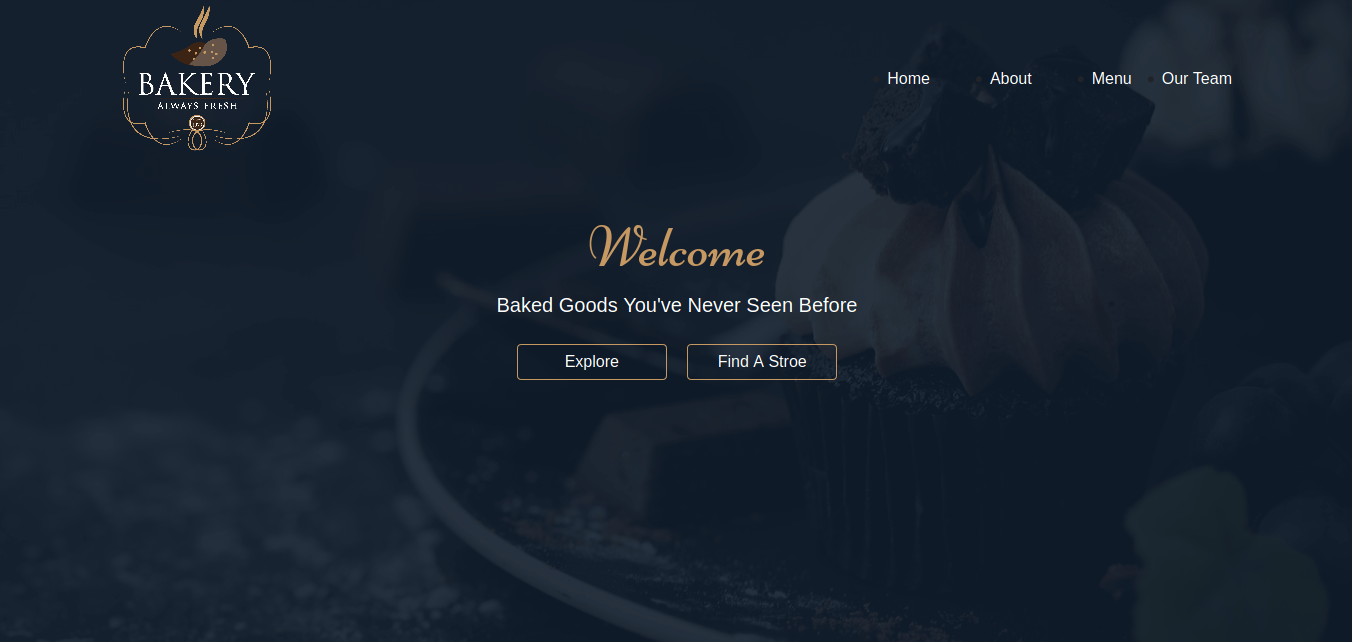 BAKERY
ALWAYS FRESH
Home About Menu Our Team
Welcome
Baked Goods You've Never Seen Before
Explore Find A Stroe